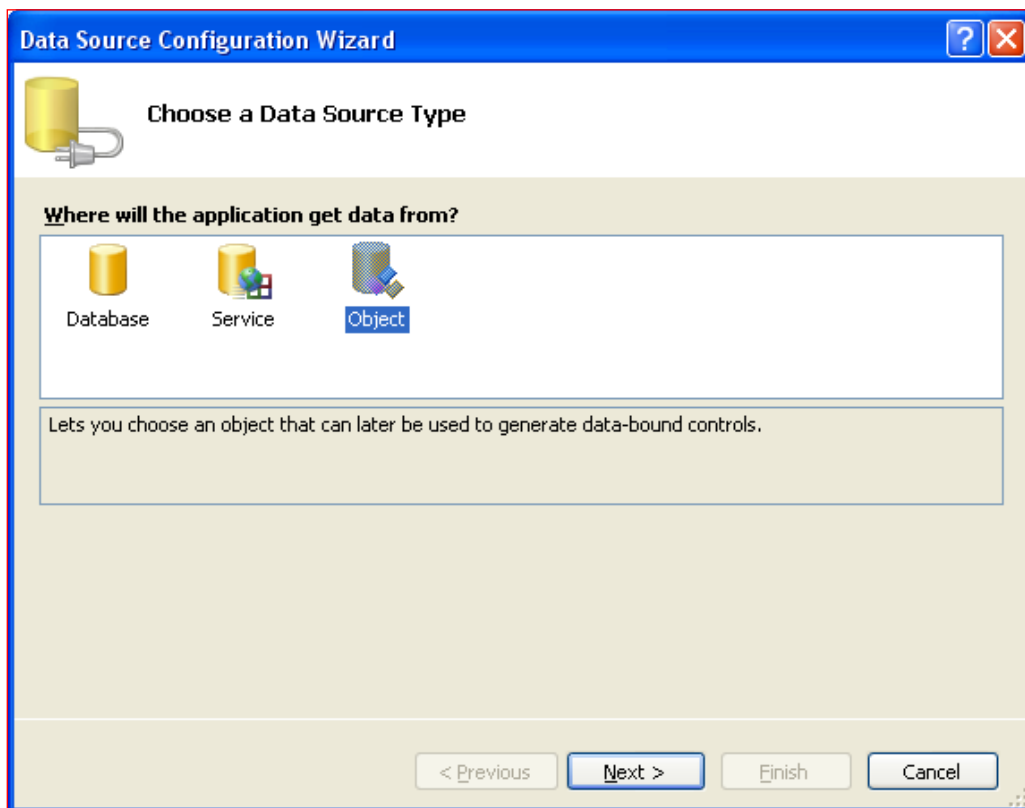 Data Source Configuration Wizard
?
Choose a Data Source Type
Where will the application get data from?
Database Service Object
Lets you choose an object that can later be used to generate data-bound controls.
< Previous Next > Finish Cancel